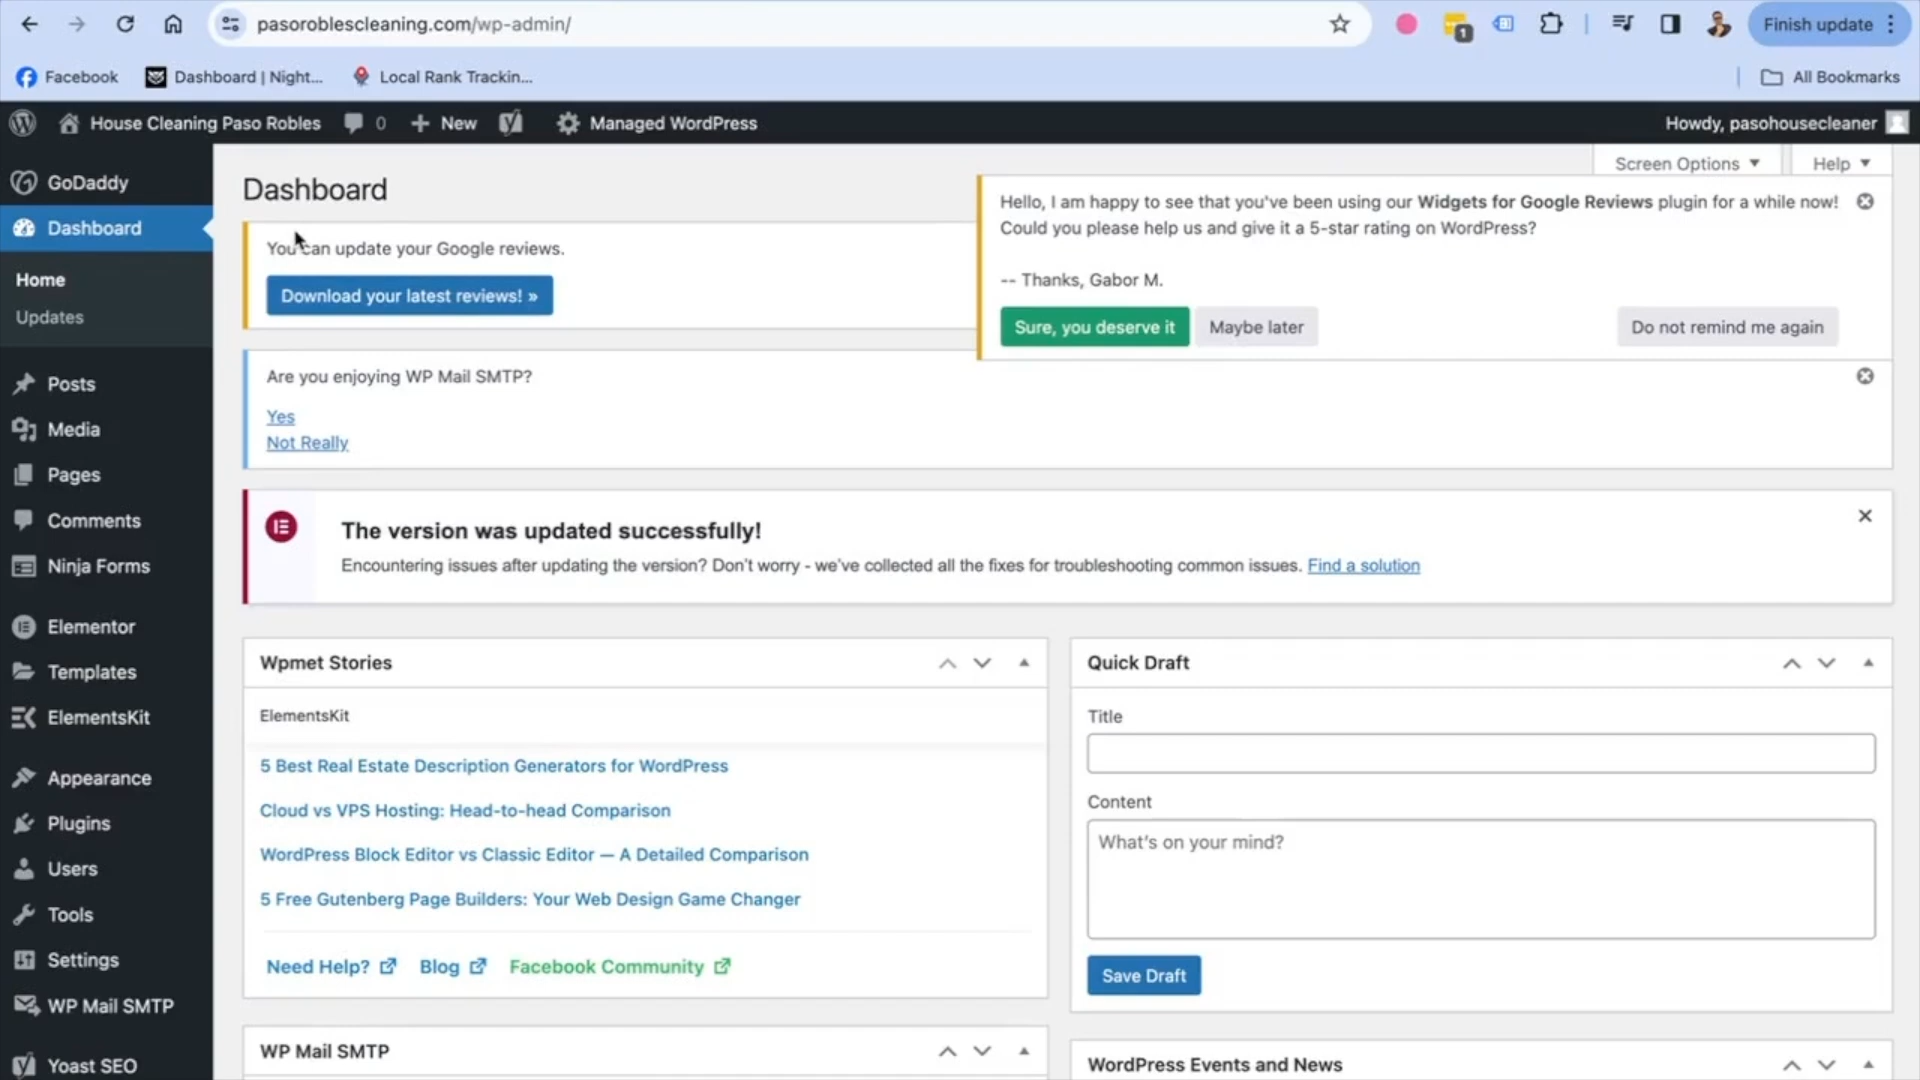 pasoroblescleaning.com/wp-admin/
1
Finish update
Facebook
Dashboard | Night...
Local Rank Trackin...
All Bookmarks
House Cleaning Paso Robles
0
New
Managed WordPress
Howdy, pasohousecleaner
GoDaddy
Dashboard
Home
Updates
Posts
Media
Pages
Comments
Ninja Forms
Elementor
Templates
ElementsKit
Appearance
Plugins
Users
Tools
Settings
WP Mail SMTP
Yoast SEO
Screen Options
Help
Dashboard
You can update your Google reviews.
Download your latest reviews! »
Hello, I am happy to see that you've been using our Widgets for Google Reviews plugin for a while now!
Could you please help us and give it a 5-star rating on WordPress?
-- Thanks, Gabor M.
Sure, you deserve it
Maybe later
Do not remind me again
Are you enjoying WP Mail SMTP?
Yes
Not Really
The version was updated successfully!
Encountering issues after updating the version? Don't worry - we've collected all the fixes for troubleshooting common issues. Find a solution
Wpmet Stories
ElementsKit
5 Best Real Estate Description Generators for WordPress
Cloud vs VPS Hosting: Head-to-head Comparison
WordPress Block Editor vs Classic Editor — A Detailed Comparison
5 Free Gutenberg Page Builders: Your Web Design Game Changer
Need Help?
Blog
Facebook Community
WP Mail SMTP
Quick Draft
Title
Content
What's on your mind?
Save Draft
WordPress Events and News